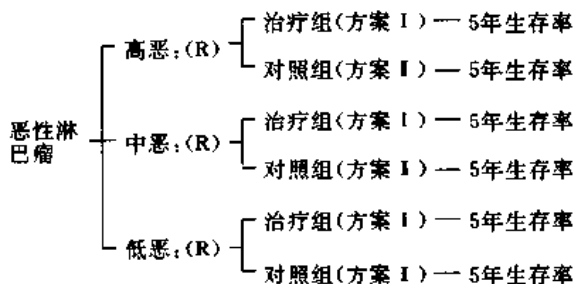 高恶:(R)
治疗组(方案Ⅰ)— 5年生存率
对照组(方案Ⅱ)— 5年生存率
恶性淋
巴瘤
中恶:(R)
治疗组(方案Ⅰ)— 5年生存率
对照组(方案Ⅱ)— 5年生存率
低恶:(R)
治疗组(方案Ⅰ)— 5年生存率
对照组(方案Ⅰ)— 5年生存率